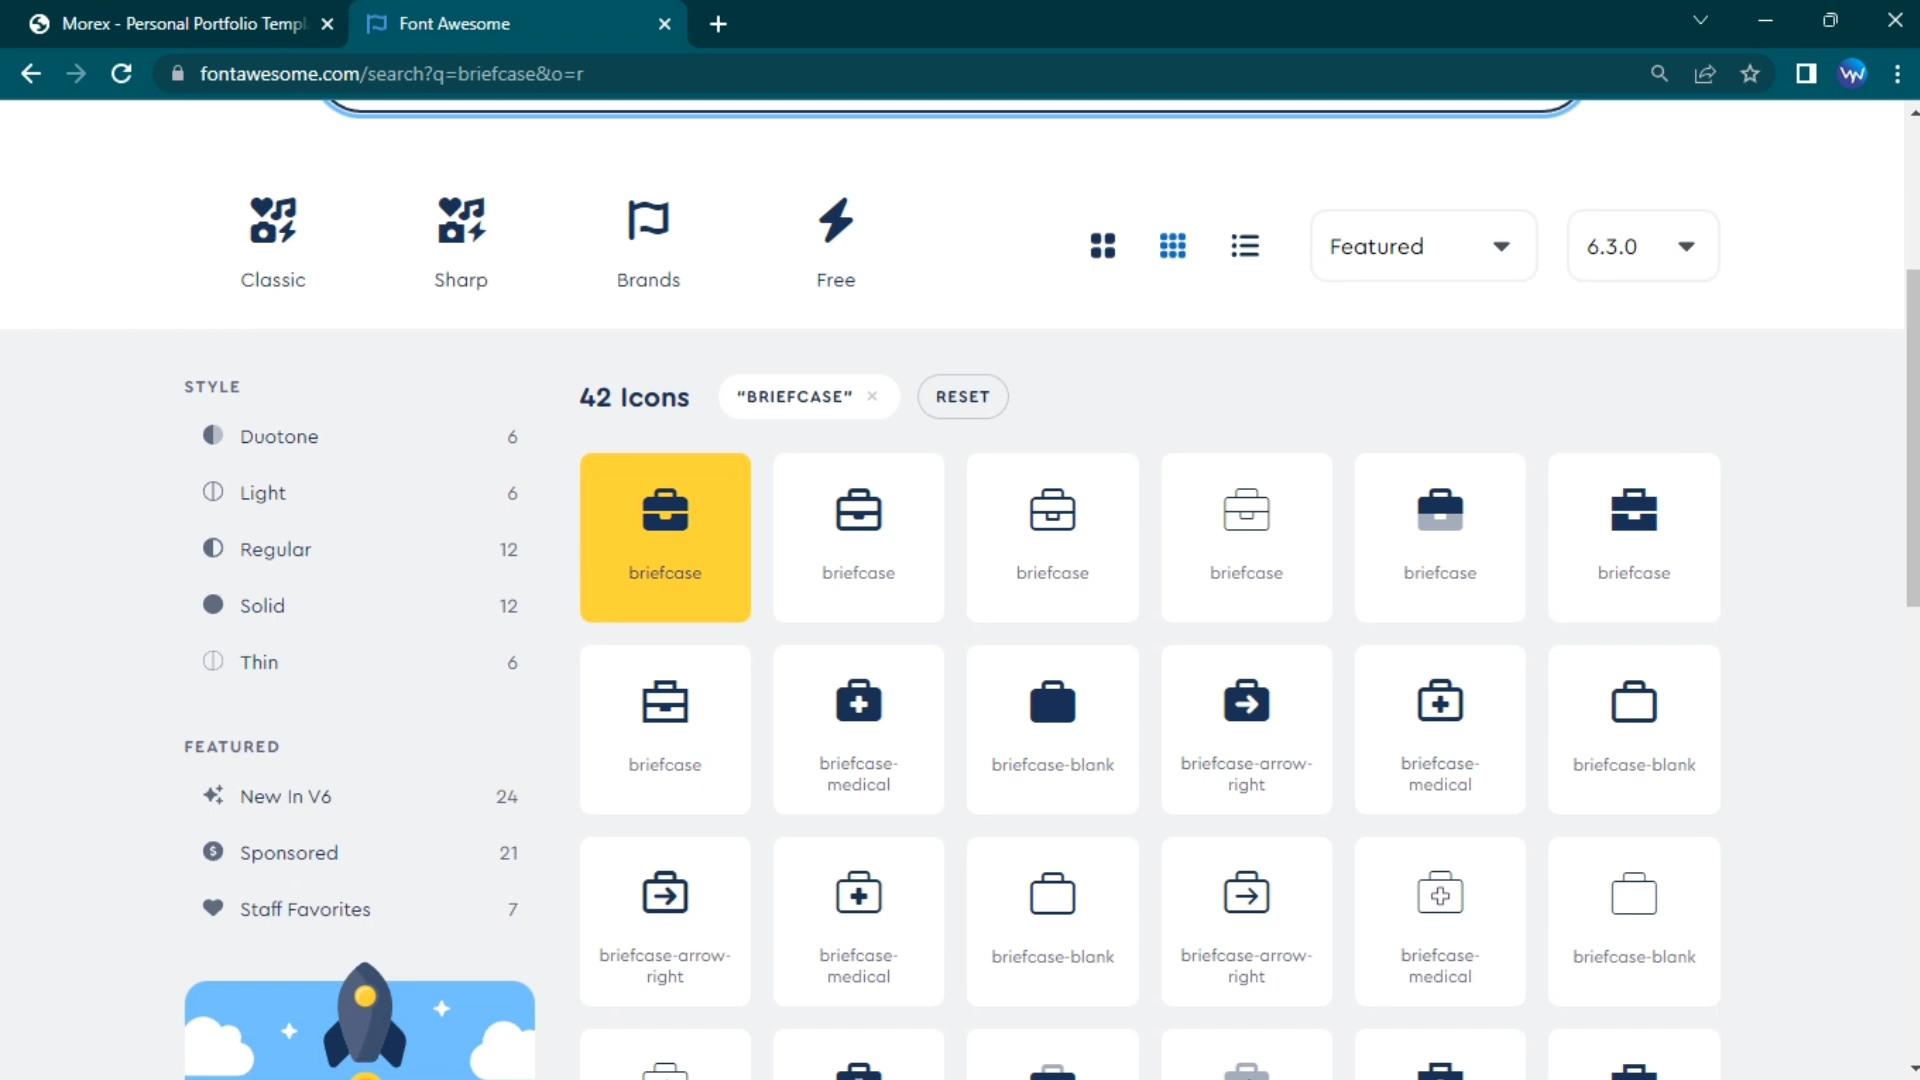 Morex - Personal Portfolio Templ
Font Awesome
fontawesome.com/search?q=briefcase&o=r
Classic
Sharp
Brands
Free
Featured
6.3.0
STYLE
Duotone 6
Light 6
Regular 12
Solid 12
Thin 6
FEATURED
New In V6 24
Sponsored 21
Staff Favorites 7
42 Icons
"BRIEFCASE" ×
RESET
briefcase
briefcase
briefcase
briefcase
briefcase
briefcase
briefcase
briefcase-
medical
briefcase-blank
briefcase-arrow-
right
briefcase-
medical
briefcase-blank
briefcase-arrow-
right
briefcase-
medical
briefcase-blank
briefcase-arrow-
right
briefcase-
medical
briefcase-blank